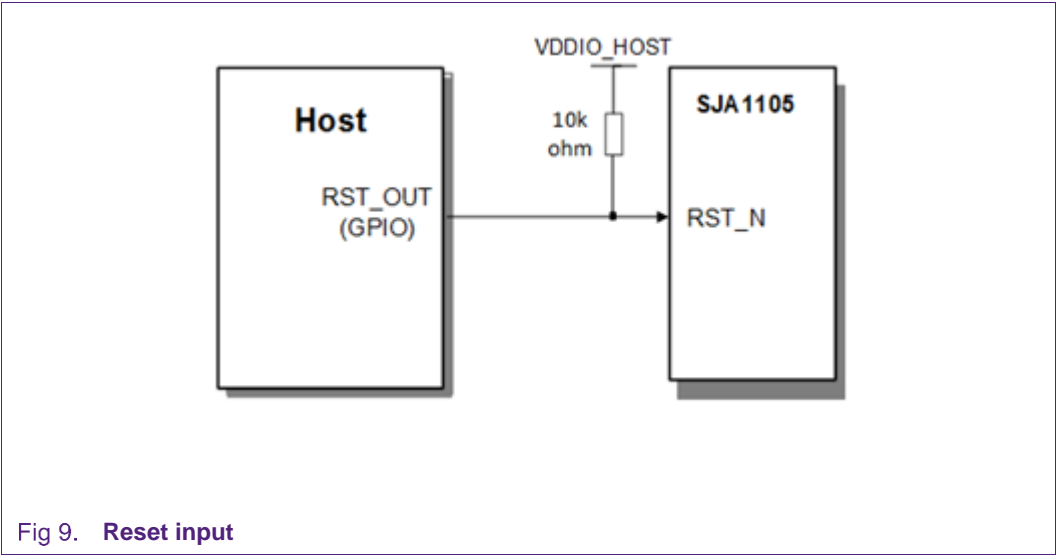 VDDIO_HOST
Host
SJA1105
10k
ohm
RST_OUT
(GPIO)
RST_N
Fig 9. Reset input